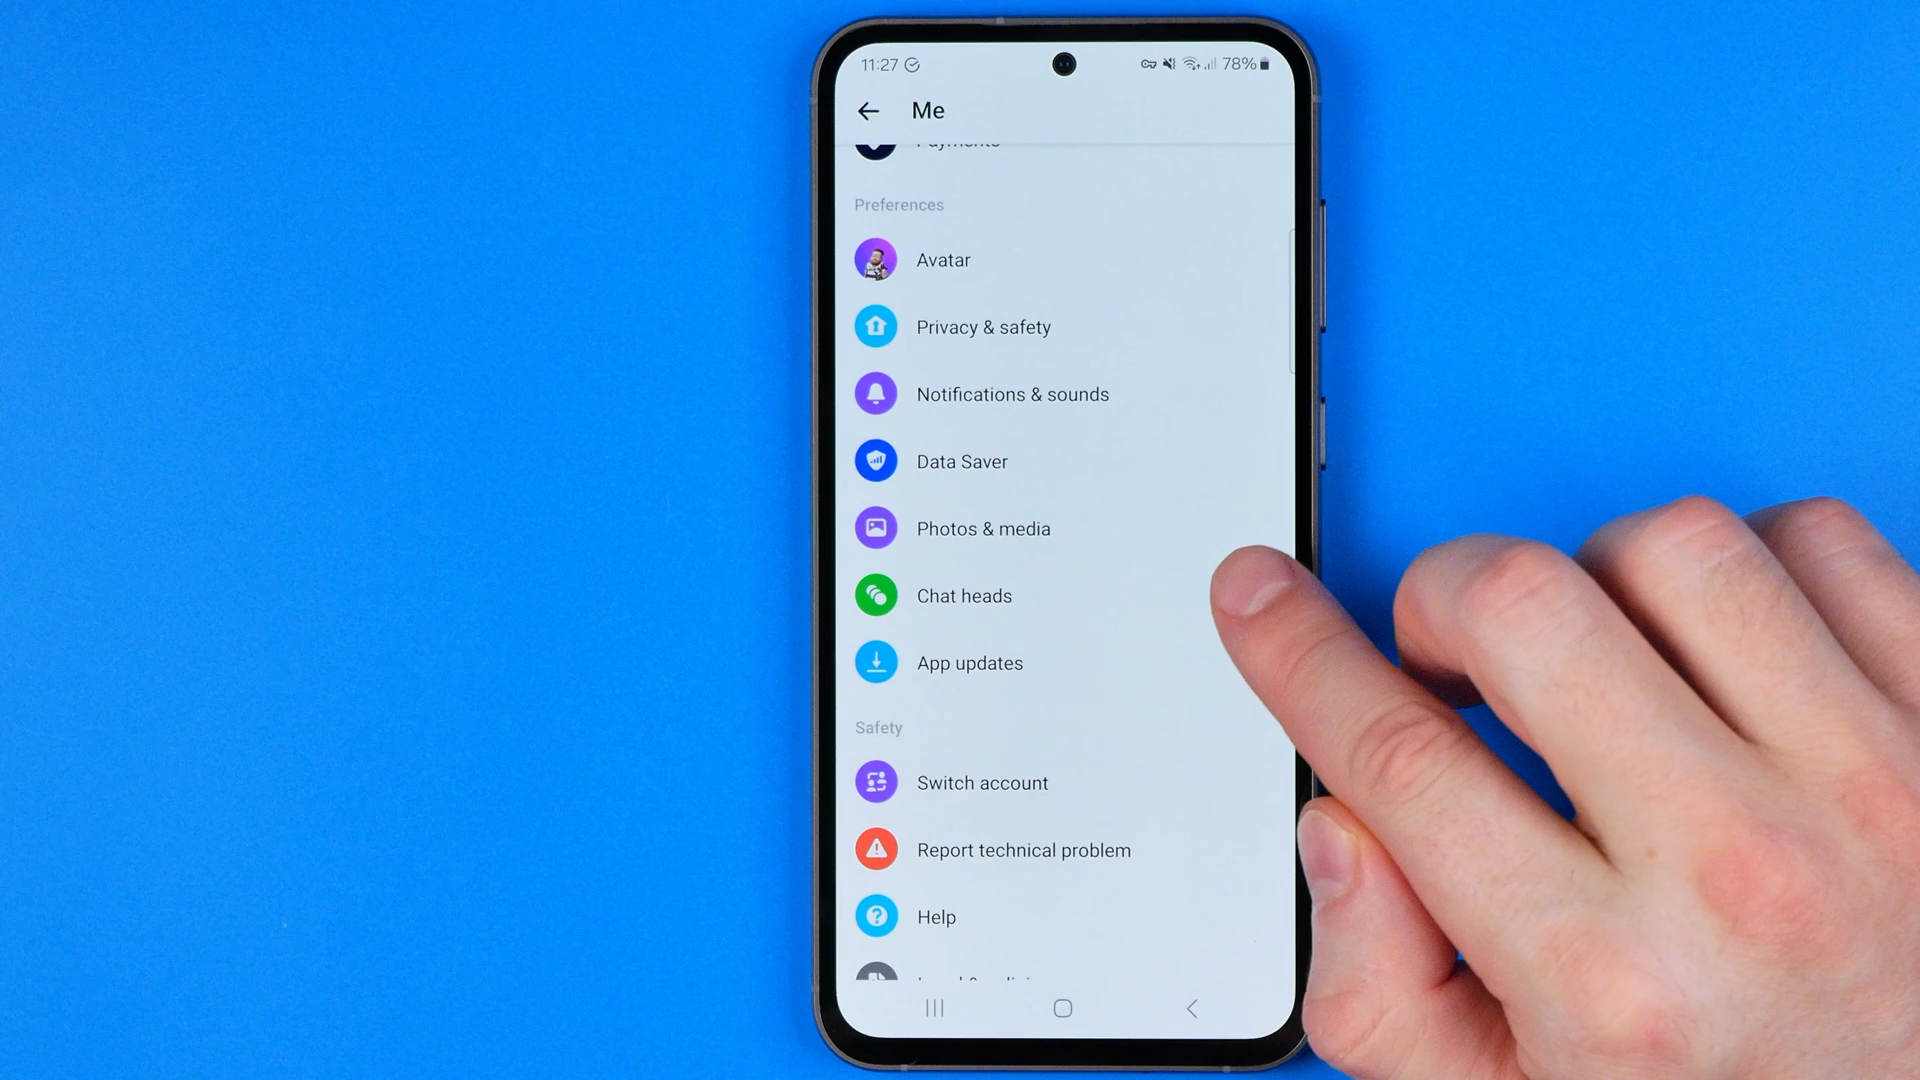 11:27 78%
Me
Payments
Preferences
Avatar
Privacy & safety
Notifications & sounds
Data Saver
Photos & media
Chat heads
App updates
Safety
Switch account
Report technical problem
Help